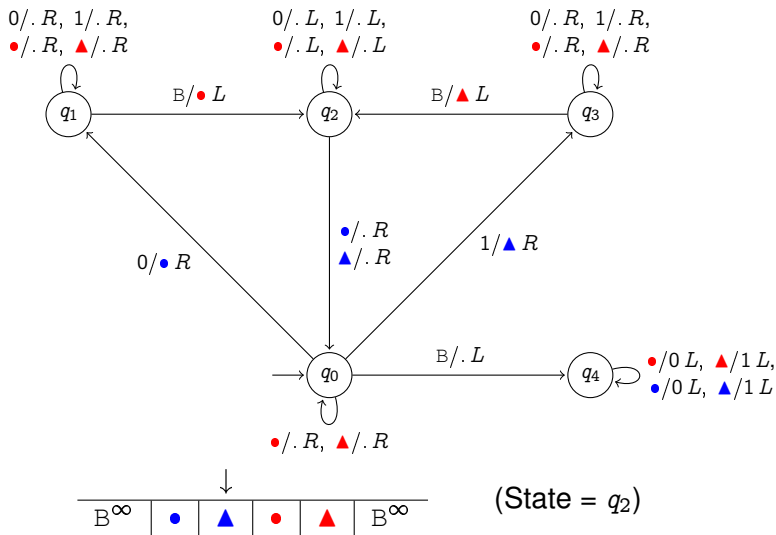 0/. R, 1/. R,
●/. R, ▲/. R
0/. L, 1/. L,
●/. L, ▲/. L
0/. R, 1/. R,
●/. R, ▲/. R
q1
B/● L
q2
B/▲ L
q3
●/. R
▲/. R
0/● R
1/▲ R
q0
B/. L
q4
●/0 L, ▲/1 L,
●/0 L, ▲/1 L
●/. R, ▲/. R
B∞ ● ▲ ● ▲ B∞
(State = q2)